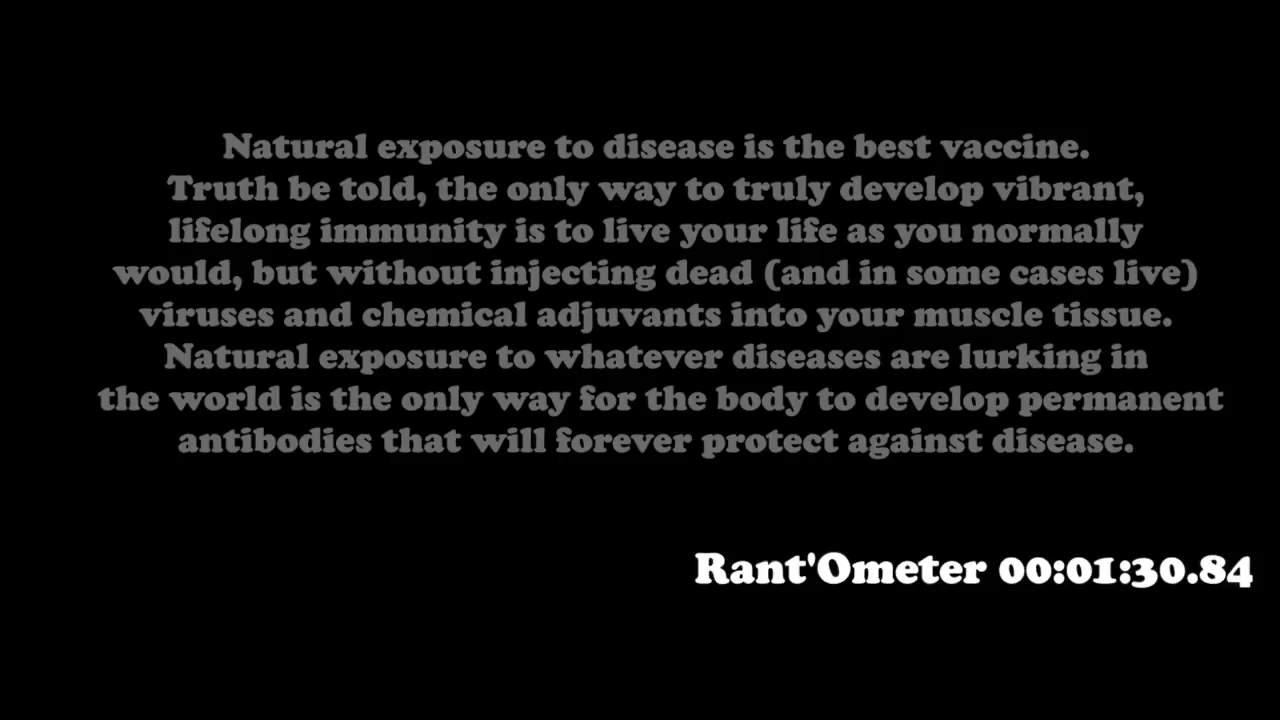 Natural exposure to disease is the best vaccine.
Truth be told, the only way to truly develop vibrant,
lifelong immunity is to live your life as you normally
would, but without injecting dead (and in some cases live)
viruses and chemical adjuvants into your muscle tissue.
Natural exposure to whatever diseases are lurking in
the world is the only way for the body to develop permanent
antibodies that will forever protect against disease.
Rant'Ometer 00:01:30.84